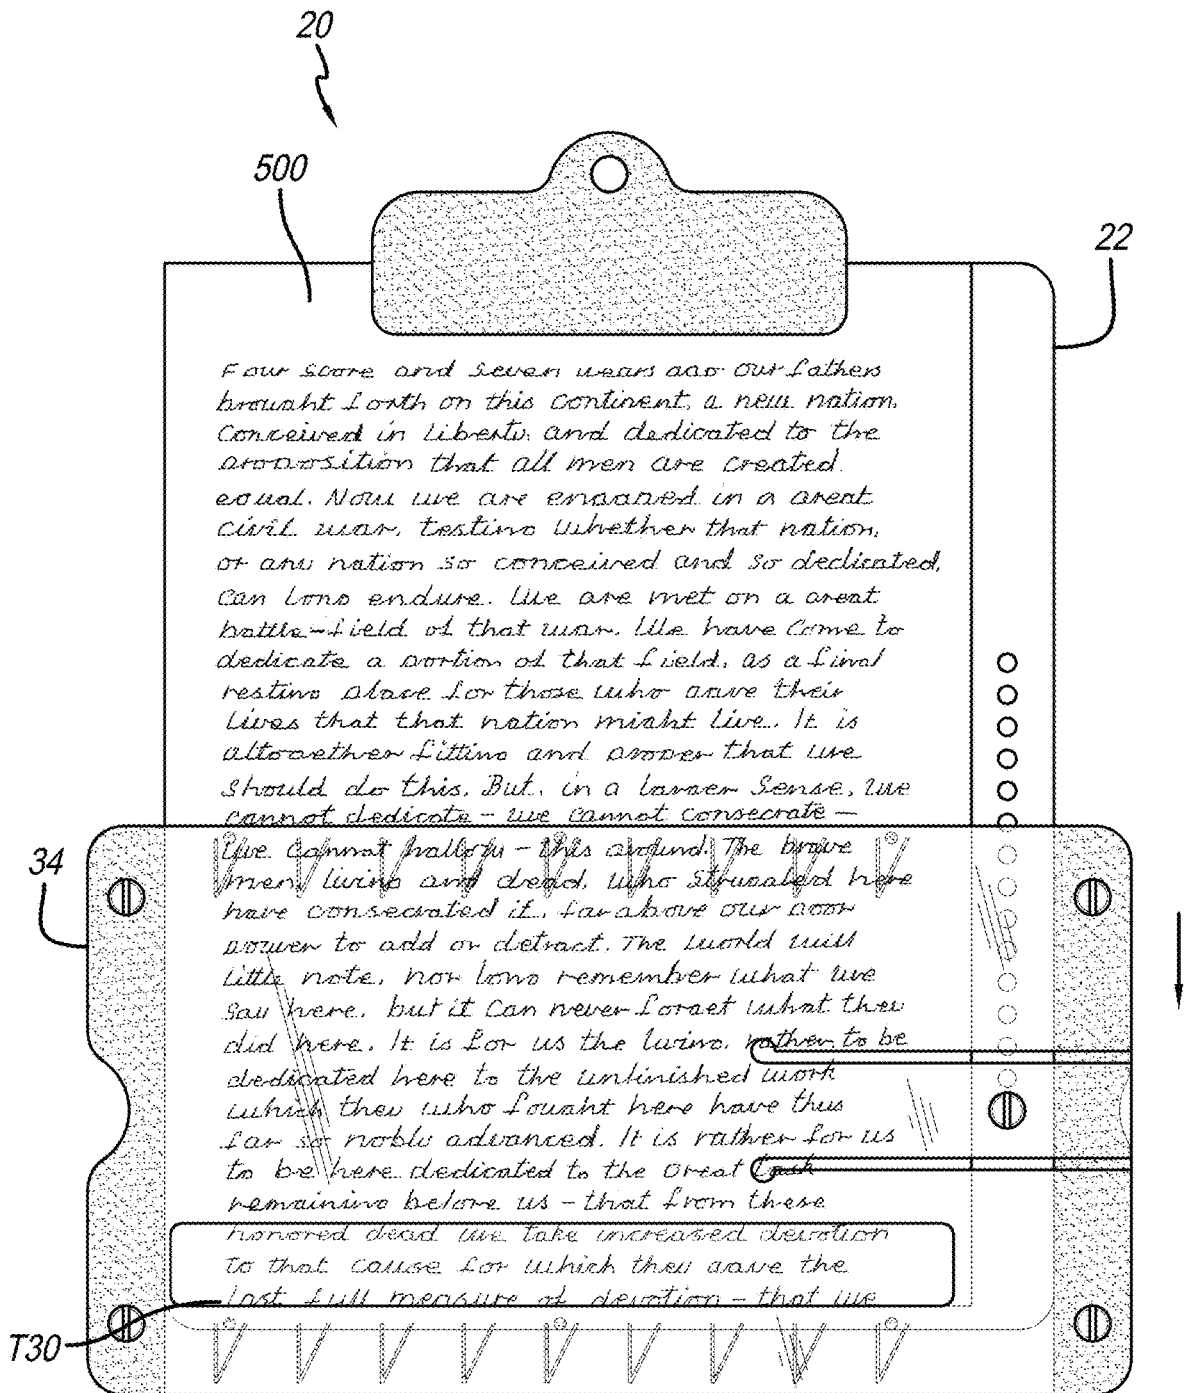 20
500
22
Four score and seven years ago our fathers
brought forth on this continent, a new nation,
Conceived in Liberty, and dedicated to the
proposition that all men are created
equal. Now we are engaged in a great
civil war, testing whether that nation,
or any nation so conceived and so dedicated,
can long endure. We are met on a great
battle-field of that war. We have come to
dedicate a portion of that field, as a final
resting place for those who gave their
lives that that nation might live. It is
altogether fitting and proper that we
should do this. But, in a larger sense, we
cannot dedicate - we cannot consecrate -
we cannot hallow - this ground. The brave
34
men, living and dead, who struggled here
have consecrated it, far above our poor
power to add or detract. The world will
little note, nor long remember what we
say here, but it can never forget what they
did here. It is for us the living, rather, to be
dedicated here to the unfinished work
which they who fought here have thus
far so nobly advanced. It is rather for us
to be here dedicated to the great task
remaining before us - that from these
honored dead we take increased devotion
to that cause for which they gave the
last full measure of devotion - that we
T30